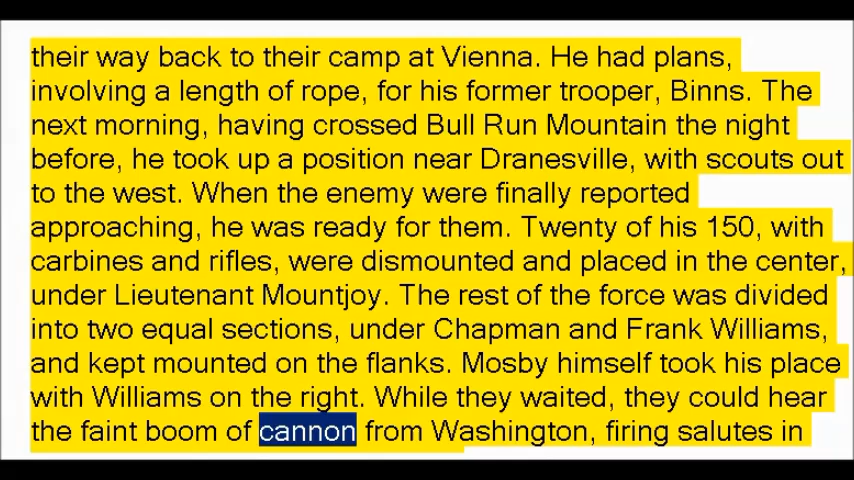 their way back to their camp at Vienna. He had plans,
involving a length of rope, for his former trooper, Binns. The
next morning, having crossed Bull Run Mountain the night
before, he took up a position near Dranesville, with scouts out
to the west. When the enemy were finally reported
approaching, he was ready for them. Twenty of his 150, with
carbines and rifles, were dismounted and placed in the center,
under Lieutenant Mountjoy. The rest of the force was divided
into two equal sections, under Chapman and Frank Williams,
and kept mounted on the flanks. Mosby himself took his place
with Williams on the right. While they waited, they could hear
the faint boom of cannon from Washington, firing salutes in